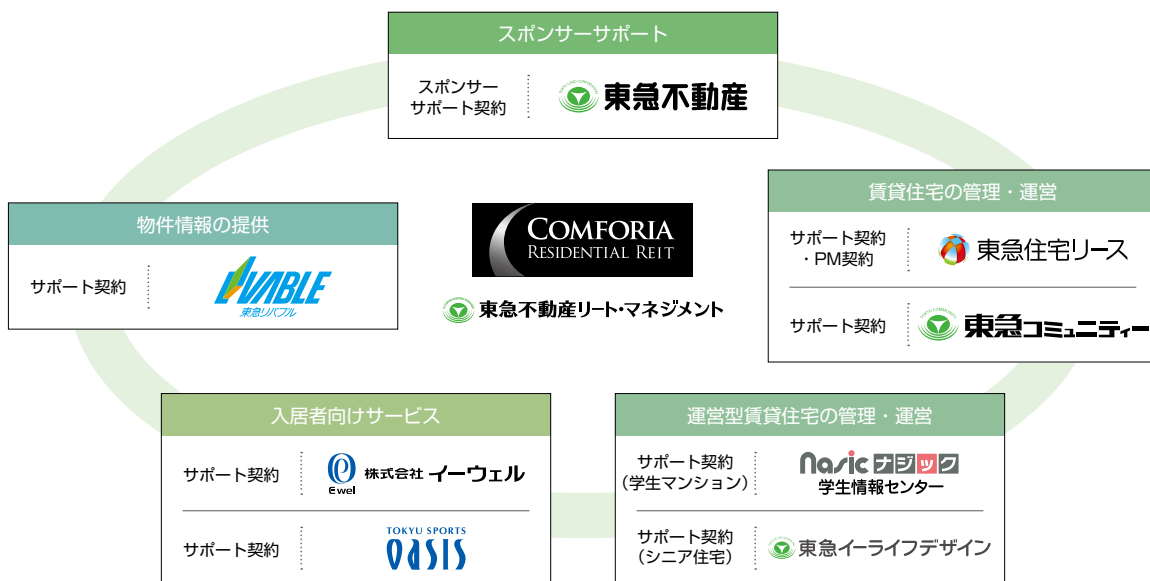 スポンサーサポート
スポンサー
サポート契約
東急不動産
物件情報の提供
サポート契約
LIVABLE
東急リバブル
COMFORIA
RESIDENTIAL REIT
東急不動産リート・マネジメント
賃貸住宅の管理・運営
サポート契約
・PM契約
東急住宅リース
サポート契約
TOKYU COMMUNITY
東急コミュニティー
入居者向けサービス
サポート契約
Ewel
株式会社 イーウェル
サポート契約
TOKYU SPORTS
OASIS
運営型賃貸住宅の管理・運営
サポート契約
(学生マンション)
Nasic ナジック
学生情報センター
サポート契約
(シニア住宅)
東急イーライフデザイン